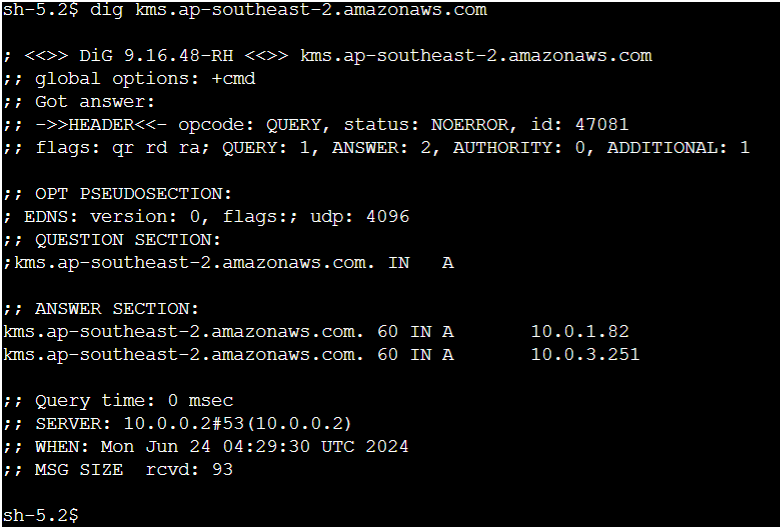 sh-5.2$ dig kms.ap-southeast-2.amazonaws.com
; <<>> DiG 9.16.48-RH <<>> kms.ap-southeast-2.amazonaws.com
;; global options: +cmd
;; Got answer:
;; ->>HEADER<<- opcode: QUERY, status: NOERROR, id: 47081
;; flags: qr rd ra; QUERY: 1, ANSWER: 2, AUTHORITY: 0, ADDITIONAL: 1
;; OPT PSEUDOSECTION:
; EDNS: version: 0, flags:; udp: 4096
;; QUESTION SECTION:
;kms.ap-southeast-2.amazonaws.com. IN   A
;; ANSWER SECTION:
kms.ap-southeast-2.amazonaws.com. 60 IN A       10.0.1.82
kms.ap-southeast-2.amazonaws.com. 60 IN A       10.0.3.251
;; Query time: 0 msec
;; SERVER: 10.0.0.2#53(10.0.0.2)
;; WHEN: Mon Jun 24 04:29:30 UTC 2024
;; MSG SIZE  rcvd: 93
sh-5.2$